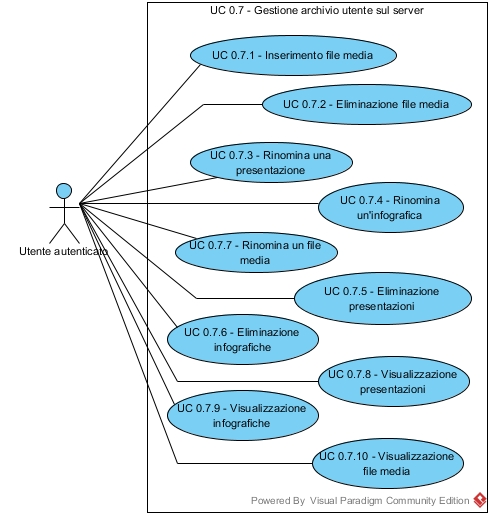 UC 0.7 - Gestione archivio utente sul server
UC 0.7.1 - Inserimento file media
UC 0.7.2 - Eliminazione file media
UC 0.7.3 - Rinomina una
presentazione
UC 0.7.4 - Rinomina
un'infografica
Utente autenticato
UC 0.7.7 - Rinomina un file
media
UC 0.7.5 - Eliminazione
presentazioni
UC 0.7.6 - Eliminazione
infografiche
UC 0.7.8 - Visualizzazione
presentazioni
UC 0.7.9 - Visualizzazione
infografiche
UC 0.7.10 - Visualizzazione
file media
Powered By Visual Paradigm Community Edition